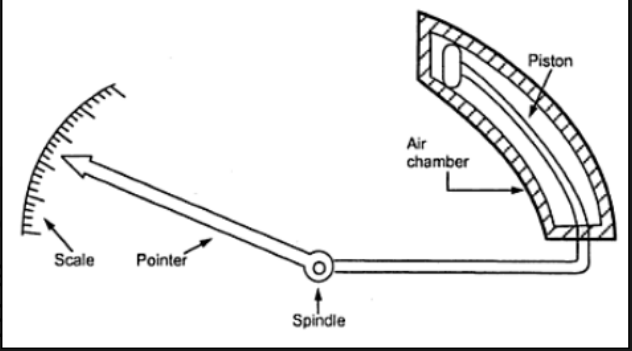 Piston
Air
chamber
Scale
Pointer
Spindle